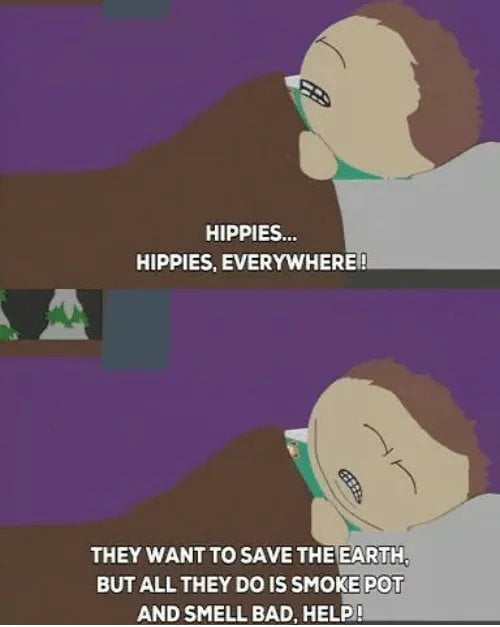 HIPPIES...
HIPPIES, EVERYWHERE!
THEY WANT TO SAVE THE EARTH,
BUT ALL THEY DO IS SMOKE POT
AND SMELL BAD, HELP!